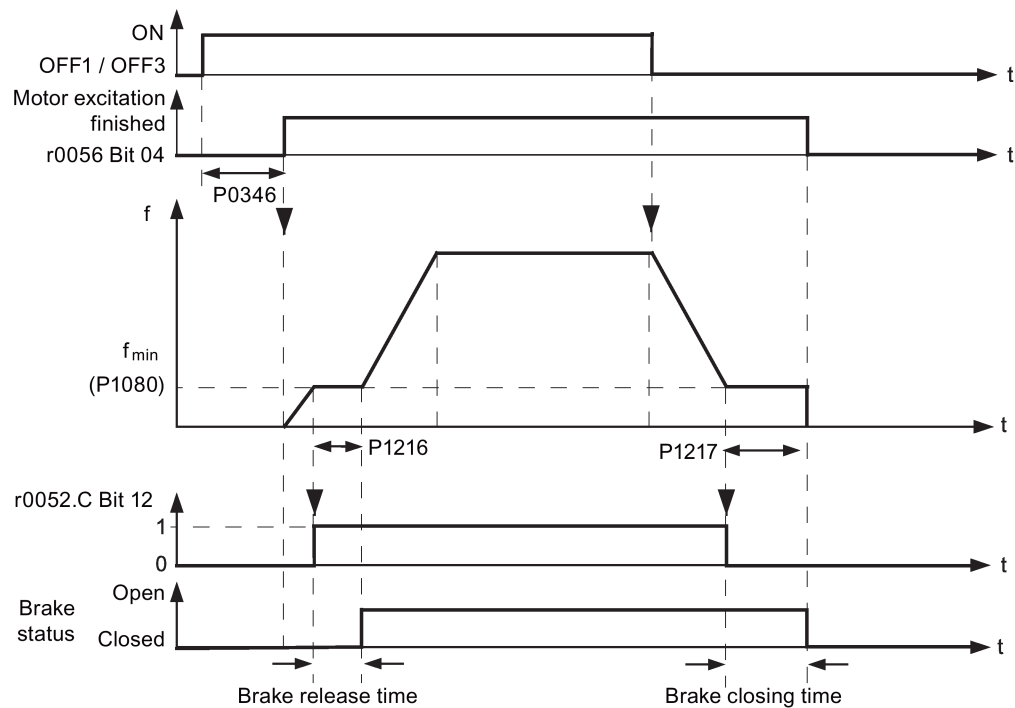 ON
OFF1 / OFF3
t
Motor excitation
finished
r0056 Bit 04
t
P0346
f
f min
(P1080)
t
P1216
P1217
r0052.C Bit 12
1
0
t
Open
Brake
status
Closed
t
Brake release time
Brake closing time